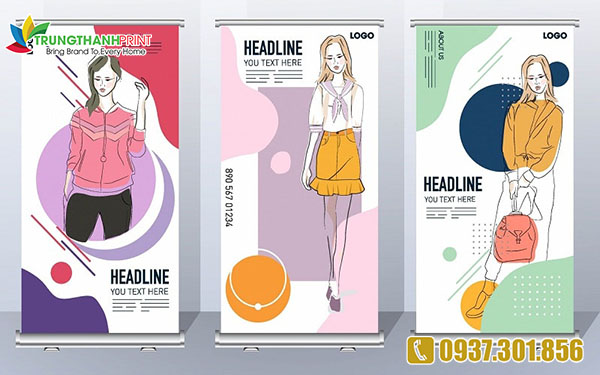 TRUNGTHANHPRINT
Bring Brand To Every Home
HEADLINE
YOU TEXT HERE
HEADLINE
YOU TEXT HERE
LOGO
890 567 01234
ABOUT US
LOGO
HEADLINE
YOU TEXT HERE
0937.301.856